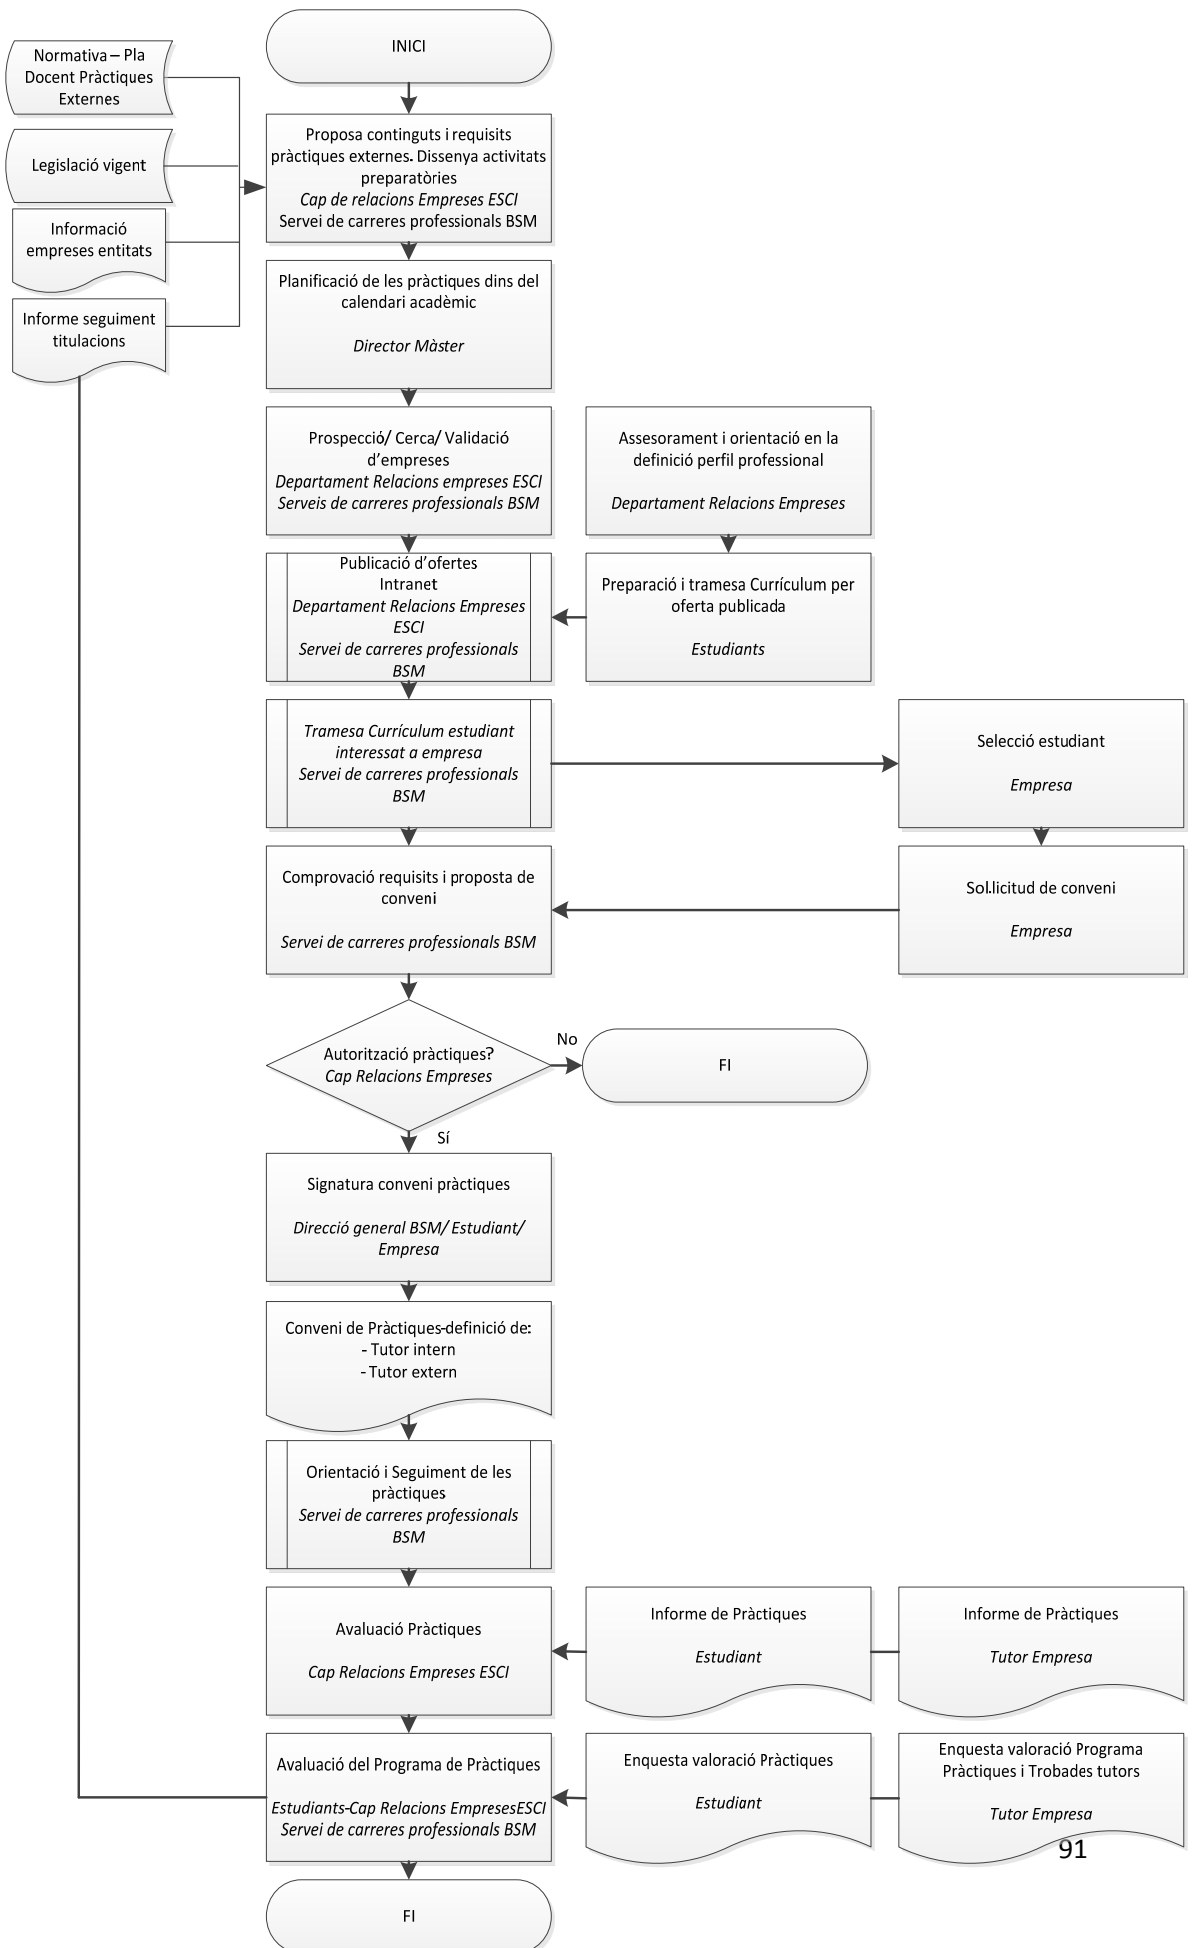 INICI
Normativa – Pla
Docent Pràctiques
Externes
Legislació vigent
Informació
empreses entitats
Informe seguiment
titulacions
Proposa continguts i requisits
pràctiques externes. Dissenya activitats
preparatòries
Cap de relacions Empreses ESCI
Servei de carreres professionals BSM
Planificació de les pràctiques dins del
calendari acadèmic
Director Màster
Prospecció/ Cerca/ Validació
d'empreses
Departament Relacions empreses ESCI
Serveis de carreres professionals BSM
Assesorament i orientació en la
definició perfil professional
Departament Relacions Empreses
Publicació d'ofertes
Intranet
Departament Relacions Empreses
ESCI
Servei de carreres professionals
BSM
Preparació i tramesa Currículum per
oferta publicada
Estudiants
Tramesa Currículum estudiant
interessat a empresa
Servei de carreres professionals
BSM
Selecció estudiant
Empresa
Comprovació requisits i proposta de
conveni
Servei de carreres professionals BSM
Sol.licitud de conveni
Empresa
Autorització pràctiques?
Cap Relacions Empreses
No
FI
Sí
Signatura conveni pràctiques
Direcció general BSM/ Estudiant/
Empresa
Conveni de Pràctiques-definició de:
- Tutor intern
- Tutor extern
Orientació i Seguiment de les
pràctiques
Servei de carreres professionals
BSM
Avaluació Pràctiques
Cap Relacions Empreses ESCI
Informe de Pràctiques
Estudiant
Informe de Pràctiques
Tutor Empresa
Avaluació del Programa de Pràctiques
Estudiants-Cap Relacions EmpresesESCI
Servei de carreres professionals BSM
Enquesta valoració Pràctiques
Estudiant
Enquesta valoració Programa
Pràctiques i Trobades tutors
Tutor Empresa
91
FI